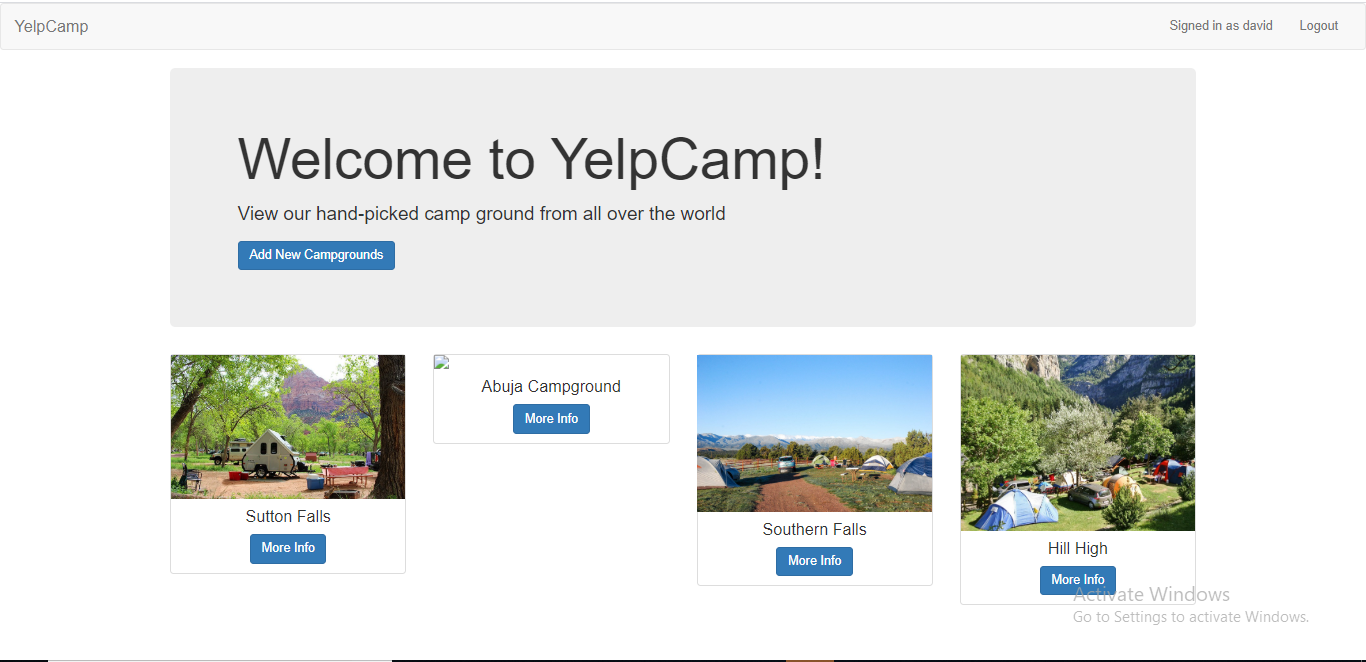 YelpCamp
Signed in as david
Logout
Welcome to YelpCamp!
View our hand-picked camp ground from all over the world
Add New Campgrounds
Sutton Falls
More Info
Abuja Campground
More Info
Southern Falls
More Info
Hill High
More Info
Activate Windows
Go to Settings to activate Windows.